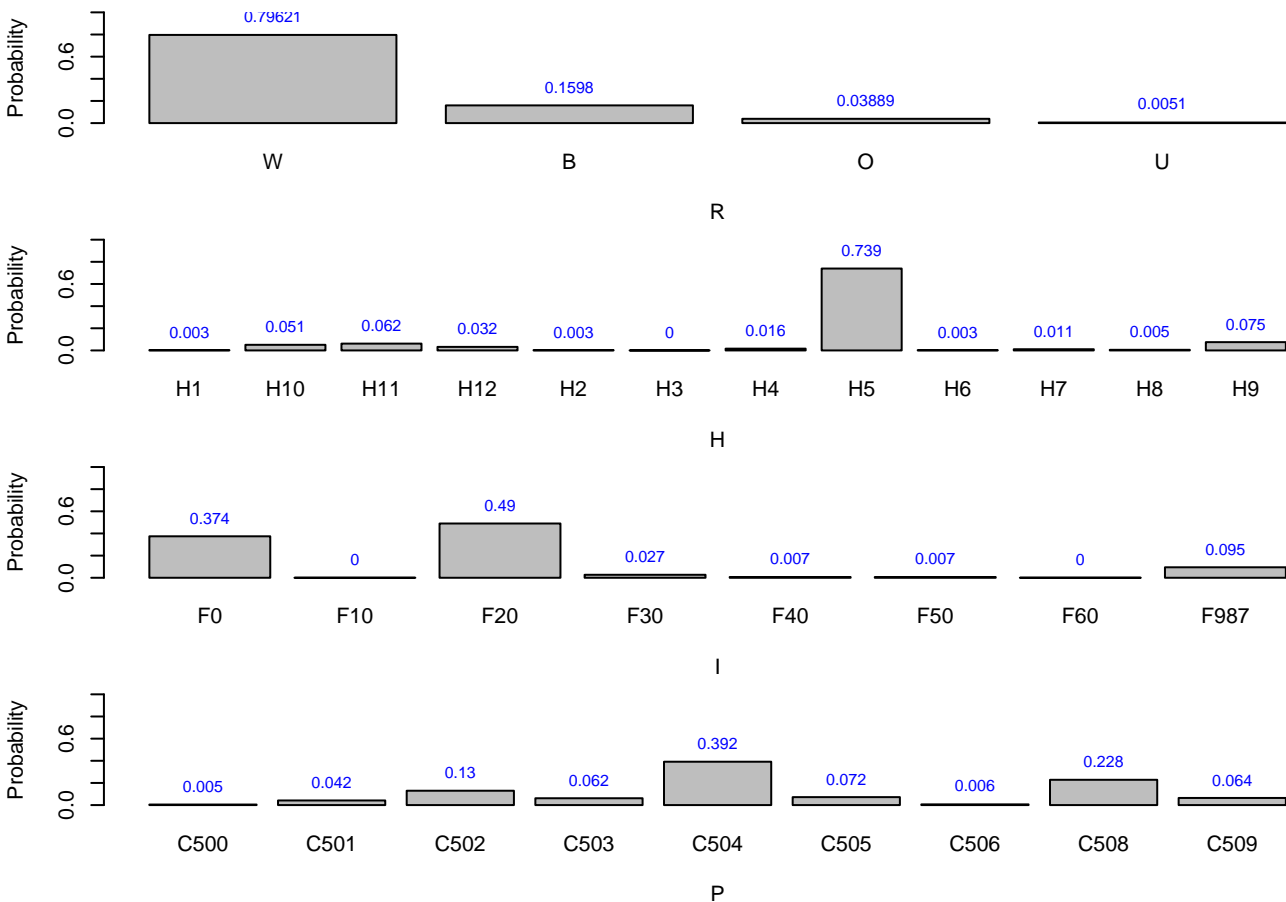 Probability
0.0 0.6
0.79621 0.1598 0.03889 0.0051
W B O U
R
Probability
0.0 0.6
0.003 0.051 0.062 0.032 0.003 0 0.016 0.739 0.003 0.011 0.005 0.075
H1 H10 H11 H12 H2 H3 H4 H5 H6 H7 H8 H9
H
Probability
0.0 0.6
0.374 0 0.49 0.027 0.007 0.007 0 0.095
F0 F10 F20 F30 F40 F50 F60 F987
I
Probability
0.0 0.6
0.005 0.042 0.13 0.062 0.392 0.072 0.006 0.228 0.064
C500 C501 C502 C503 C504 C505 C506 C508 C509
P